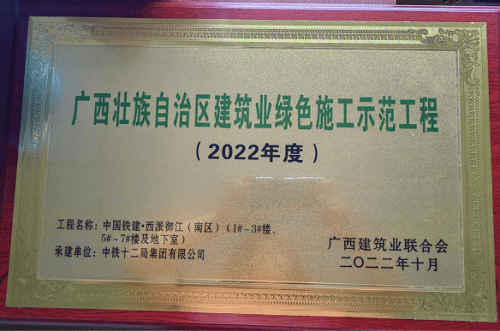 广西壮族自治区建筑业绿色施工示范工程
（2022年度）
工程名称：中国铁建·西派御江（南区）（1#-3#楼、
5#-7#楼及地下室）
承建单位：中铁十二局集团有限公司
广西建筑业联合会
二〇二二年十月